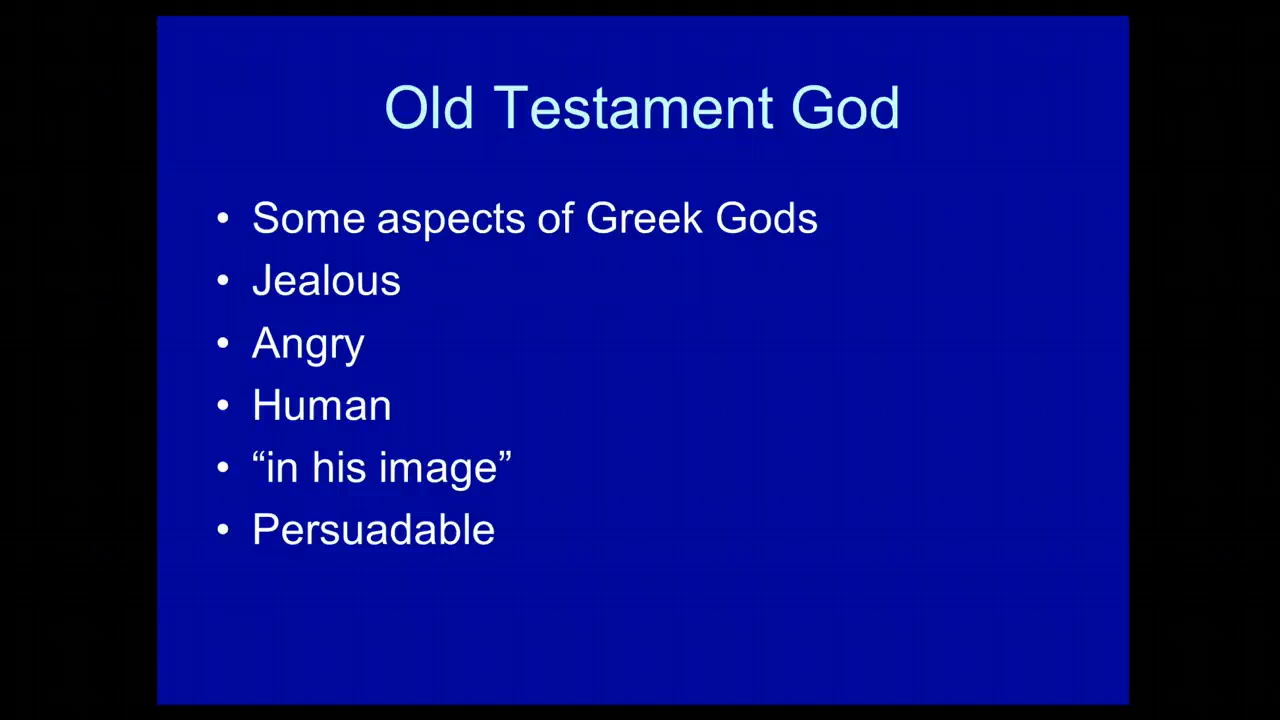 Old Testament God
• Some aspects of Greek Gods
• Jealous
• Angry
• Human
• “in his image”
• Persuadable